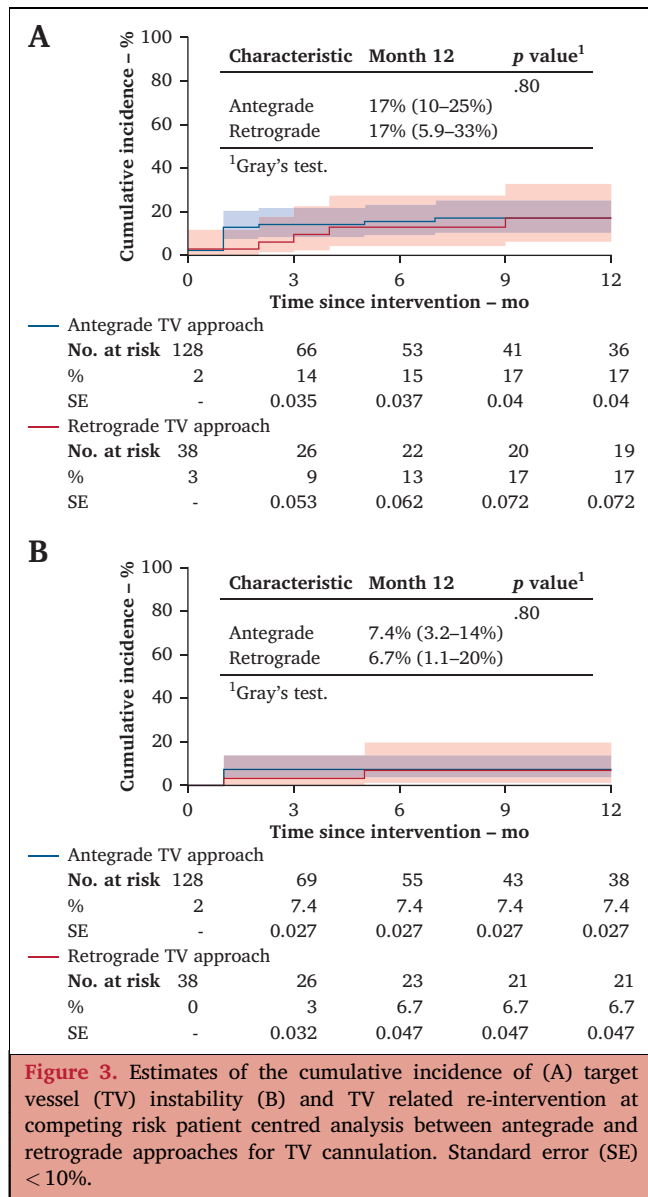 A
100
80
60
40
20
0
Cumulative incidence – %
Characteristic Month 12 p value¹
.80
Antegrade 17% (10–25%)
Retrograde 17% (5.9–33%)
¹Gray's test.
0 3 6 9 12
Time since intervention – mo
Antegrade TV approach
No. at risk 128 66 53 41 36
% 2 14 15 17 17
SE - 0.035 0.037 0.04 0.04
Retrograde TV approach
No. at risk 38 26 22 20 19
% 3 9 13 17 17
SE - 0.053 0.062 0.072 0.072
B
100
80
60
40
20
0
Cumulative incidence – %
Characteristic Month 12 p value¹
.80
Antegrade 7.4% (3.2–14%)
Retrograde 6.7% (1.1–20%)
¹Gray's test.
0 3 6 9 12
Time since intervention – mo
Antegrade TV approach
No. at risk 128 69 55 43 38
% 2 7.4 7.4 7.4 7.4
SE - 0.027 0.027 0.027 0.027
Retrograde TV approach
No. at risk 38 26 23 21 21
% 0 3 6.7 6.7 6.7
SE - 0.032 0.047 0.047 0.047
Figure 3. Estimates of the cumulative incidence of (A) target
vessel (TV) instability (B) and TV related re-intervention at
competing risk patient centred analysis between antegrade and
retrograde approaches for TV cannulation. Standard error (SE)
< 10%.